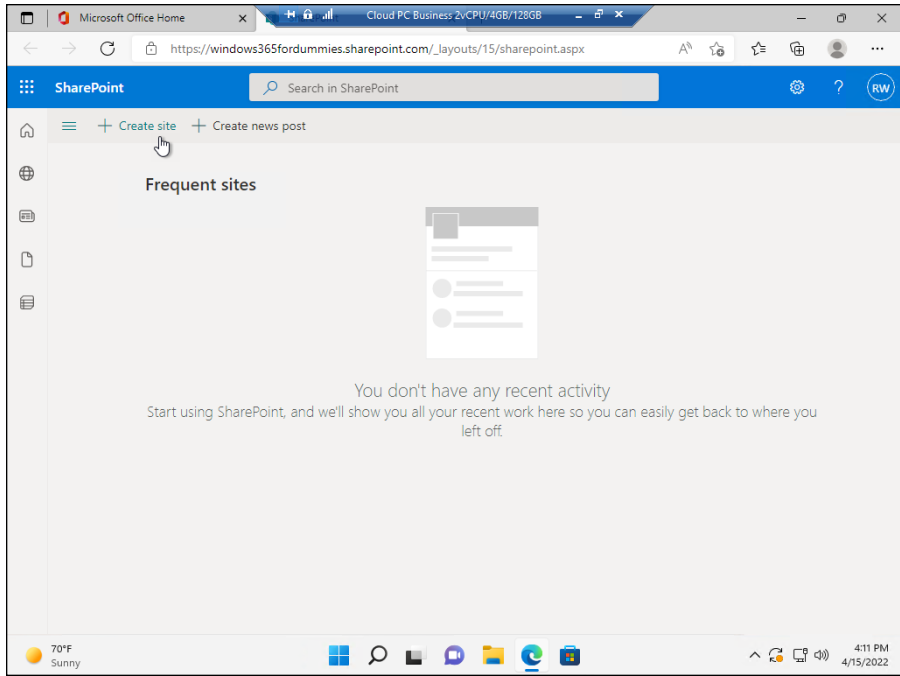 Microsoft Office Home
Cloud PC Business 2vCPU/4GB/128GB
https://windows365fordummies.sharepoint.com/_layouts/15/sharepoint.aspx
SharePoint
Search in SharePoint
RW
Create site
Create news post
Frequent sites
You don't have any recent activity
Start using SharePoint, and we'll show you all your recent work here so you can easily get back to where you
left off.
70°F
Sunny
4:11 PM
4/15/2022